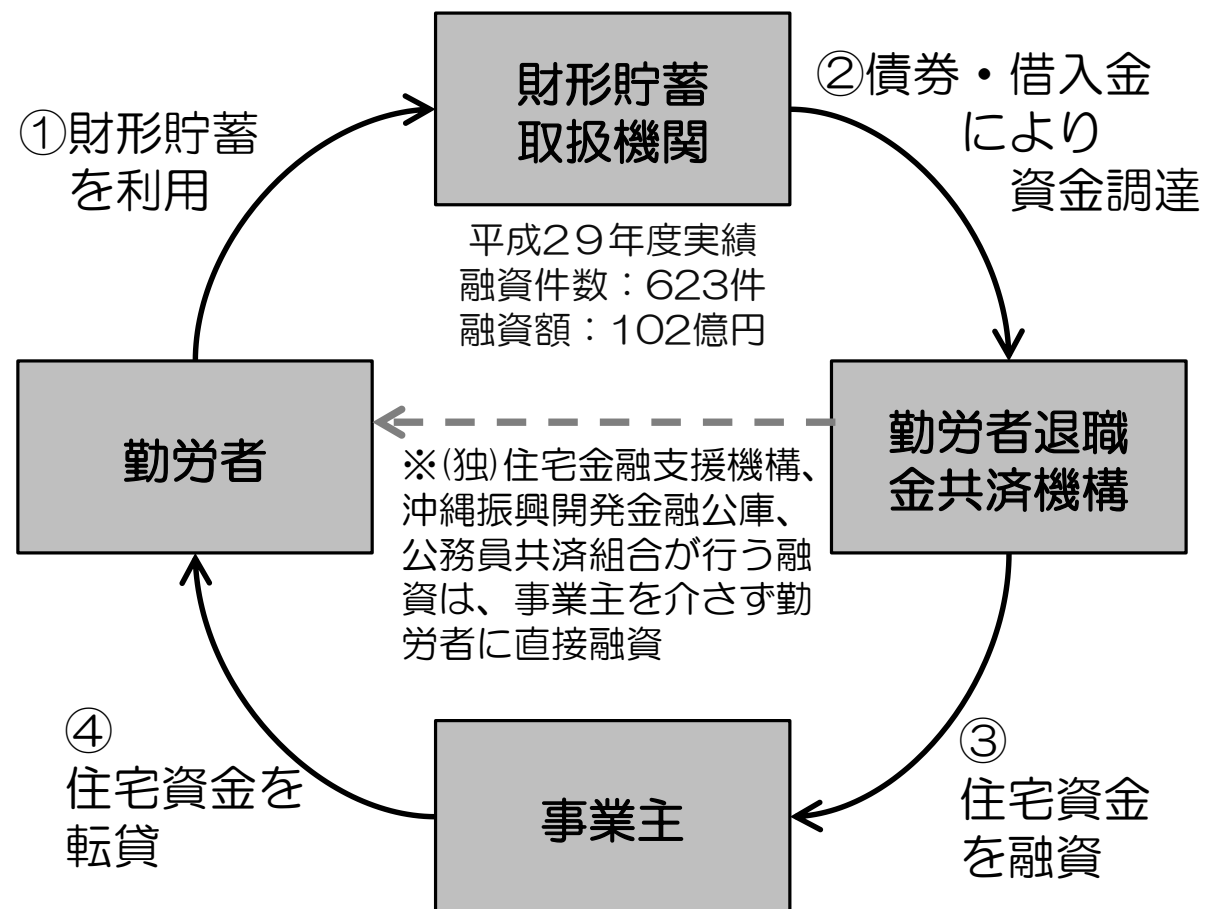 財形貯蓄
取扱機関
①財形貯蓄
を利用
②債券・借入金
により
資金調達
平成２９年度実績
融資件数：623件
融資額：102億円
勤労者
勤労者退職
金共済機構
※(独)住宅金融支援機構、
沖縄振興開発金融公庫、
公務員共済組合が行う融
資は、事業主を介さず勤
労者に直接融資
④
住宅資金を
転貸
事業主
③
住宅資金
を融資